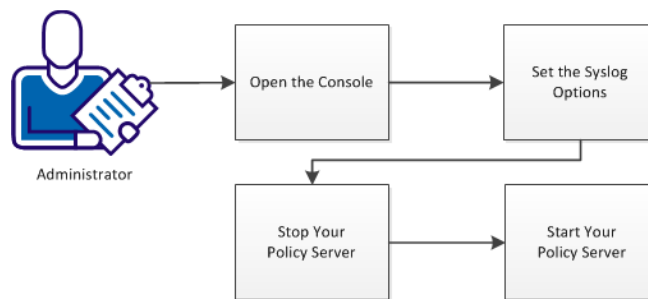 Open the Console
Set the Syslog
Options
Administrator
Stop Your
Policy Server
Start Your
Policy Server